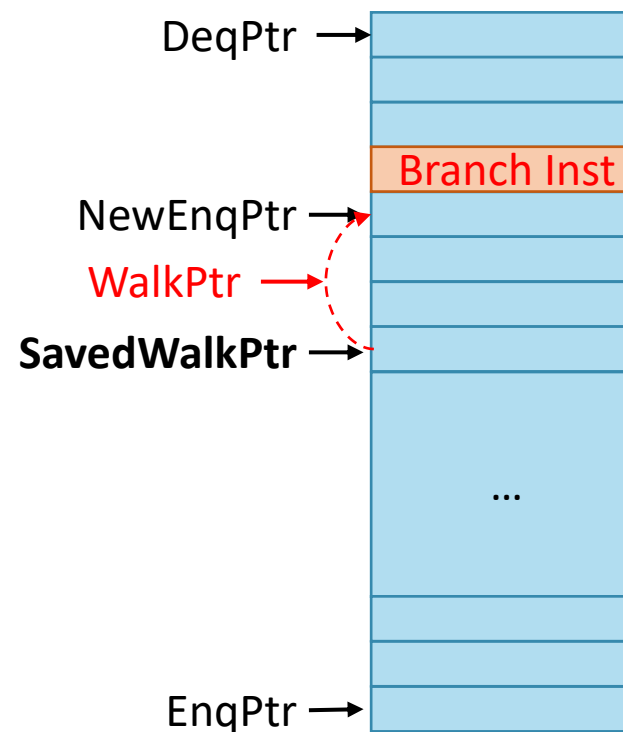 DeqPtr
Branch Inst
NewEnqPtr
WalkPtr
SavedWalkPtr
...
EnqPtr